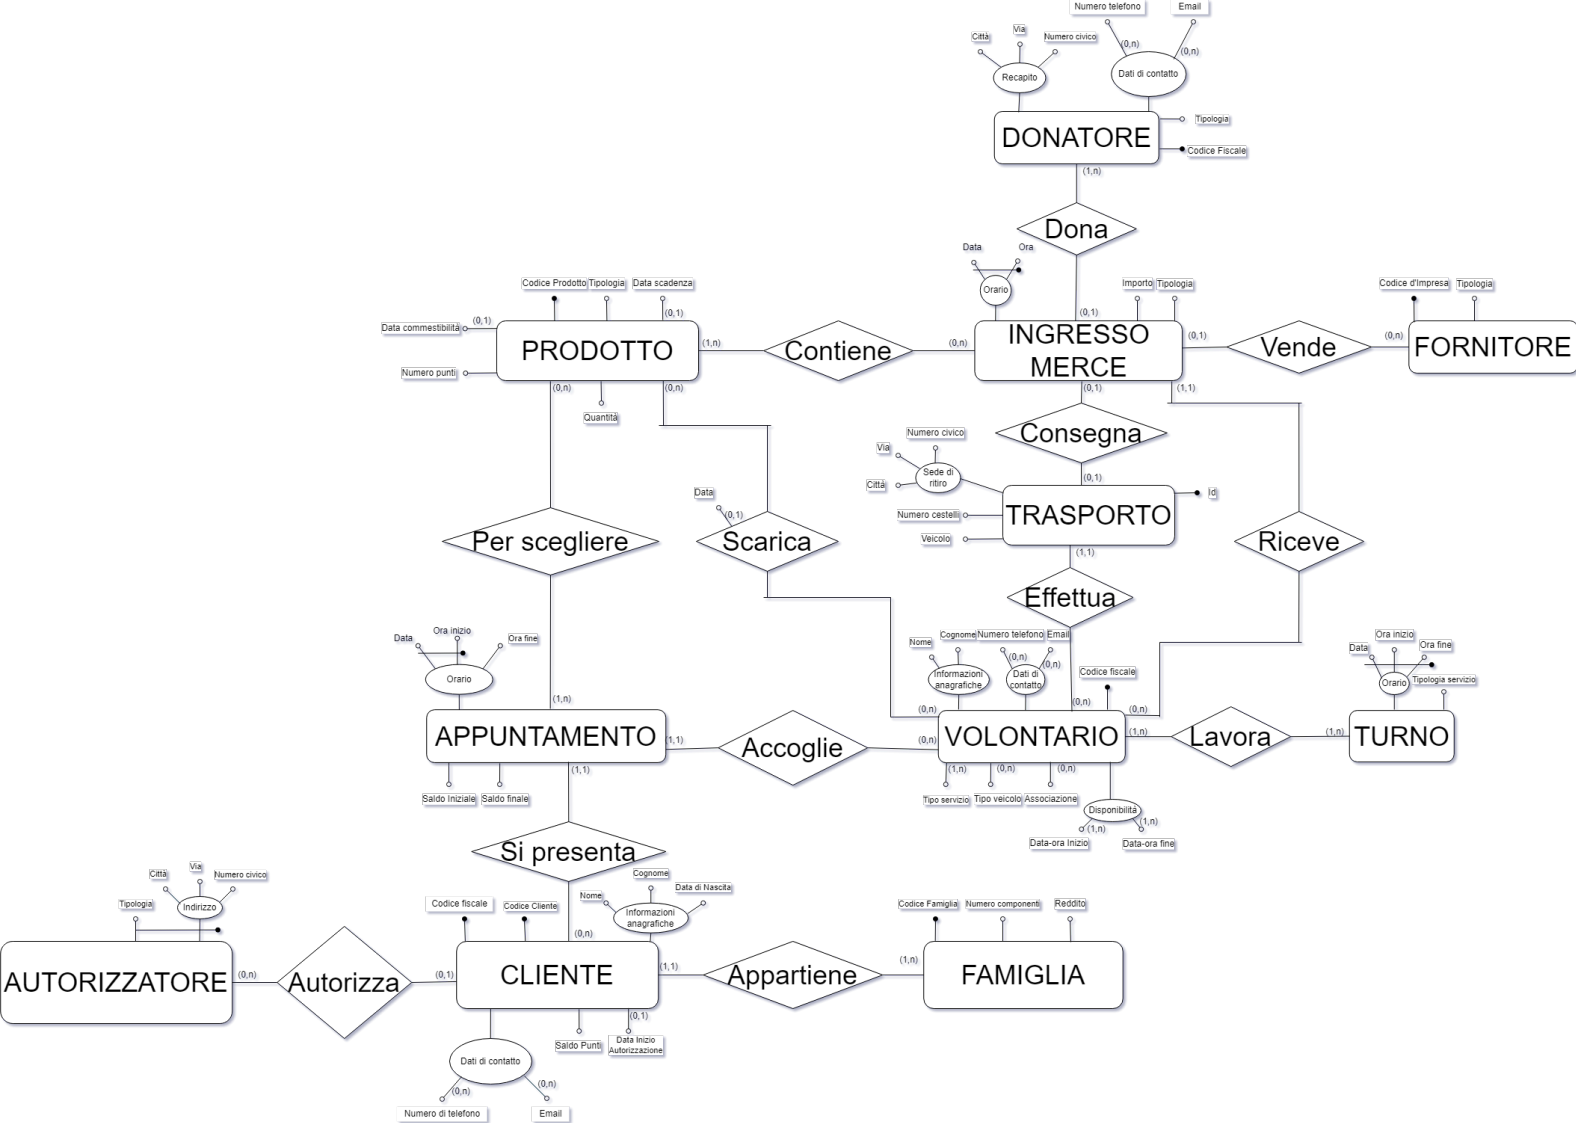 Numero telefono
Email
Città
Via
Numero civico
(0,n)
(0,n)
Recapito
Dati di contatto
Tipologia
DONATORE
Codice Fiscale
(1,n)
Dona
Data
Ora
Orario
Codice Prodotto
Tipologia
Data scadenza
Importo
Tipologia
Codice d'Impresa
Tipologia
Data commestibilità
(0,1)
(0,1)
(0,1)
PRODOTTO
(1,n)
Contiene
(0,n)
INGRESSO
MERCE
(0,1)
Vende
(0,n)
FORNITORE
Numero punti
(0,n)
(0,n)
Quantità
(0,1)
(1,1)
Consegna
Numero civico
Via
Sede di
ritiro
Città
(0,1)
Id
Data
(0,1)
Numero cestelli
TRASPORTO
Veicolo
Per scegliere
Scarica
Riceve
(1,1)
Effettua
Data
Ora inizio
Ora fine
Orario
Nome
Cognome
Numero telefono
Email
(0,n)
(0,n)
Informazioni
anagrafiche
Dati di
contatto
Codice fiscale
Ora inizio
Data
Ora fine
Orario
Tipologia servizio
(1,n)
(0,n)
(0,n)
(0,n)
APPUNTAMENTO
(1,1)
Accoglie
(0,n)
VOLONTARIO
(1,n)
Lavora
(1,n)
TURNO
(1,1)
(1,n)
(0,n)
(0,n)
Saldo Iniziale
Saldo finale
Tipo servizio
Tipo veicolo
Associazione
Disponibilità
(1,n)
(1,n)
Data-ora Inizio
Data-ora fine
Si presenta
Città
Via
Numero civico
Tipologia
Indirizzo
Codice fiscale
Codice Cliente
Nome
Cognome
Data di Nascita
Informazioni
anagrafiche
Codice Famiglia
Numero componenti
Reddito
(0,n)
AUTORIZZATORE
(0,n)
Autorizza
(0,1)
CLIENTE
(1,1)
Appartiene
(1,n)
FAMIGLIA
(0,1)
Saldo Punti
Data Inizio
Autorizzazione
Dati di contatto
(0,n)
(0,n)
Numero di telefono
Email